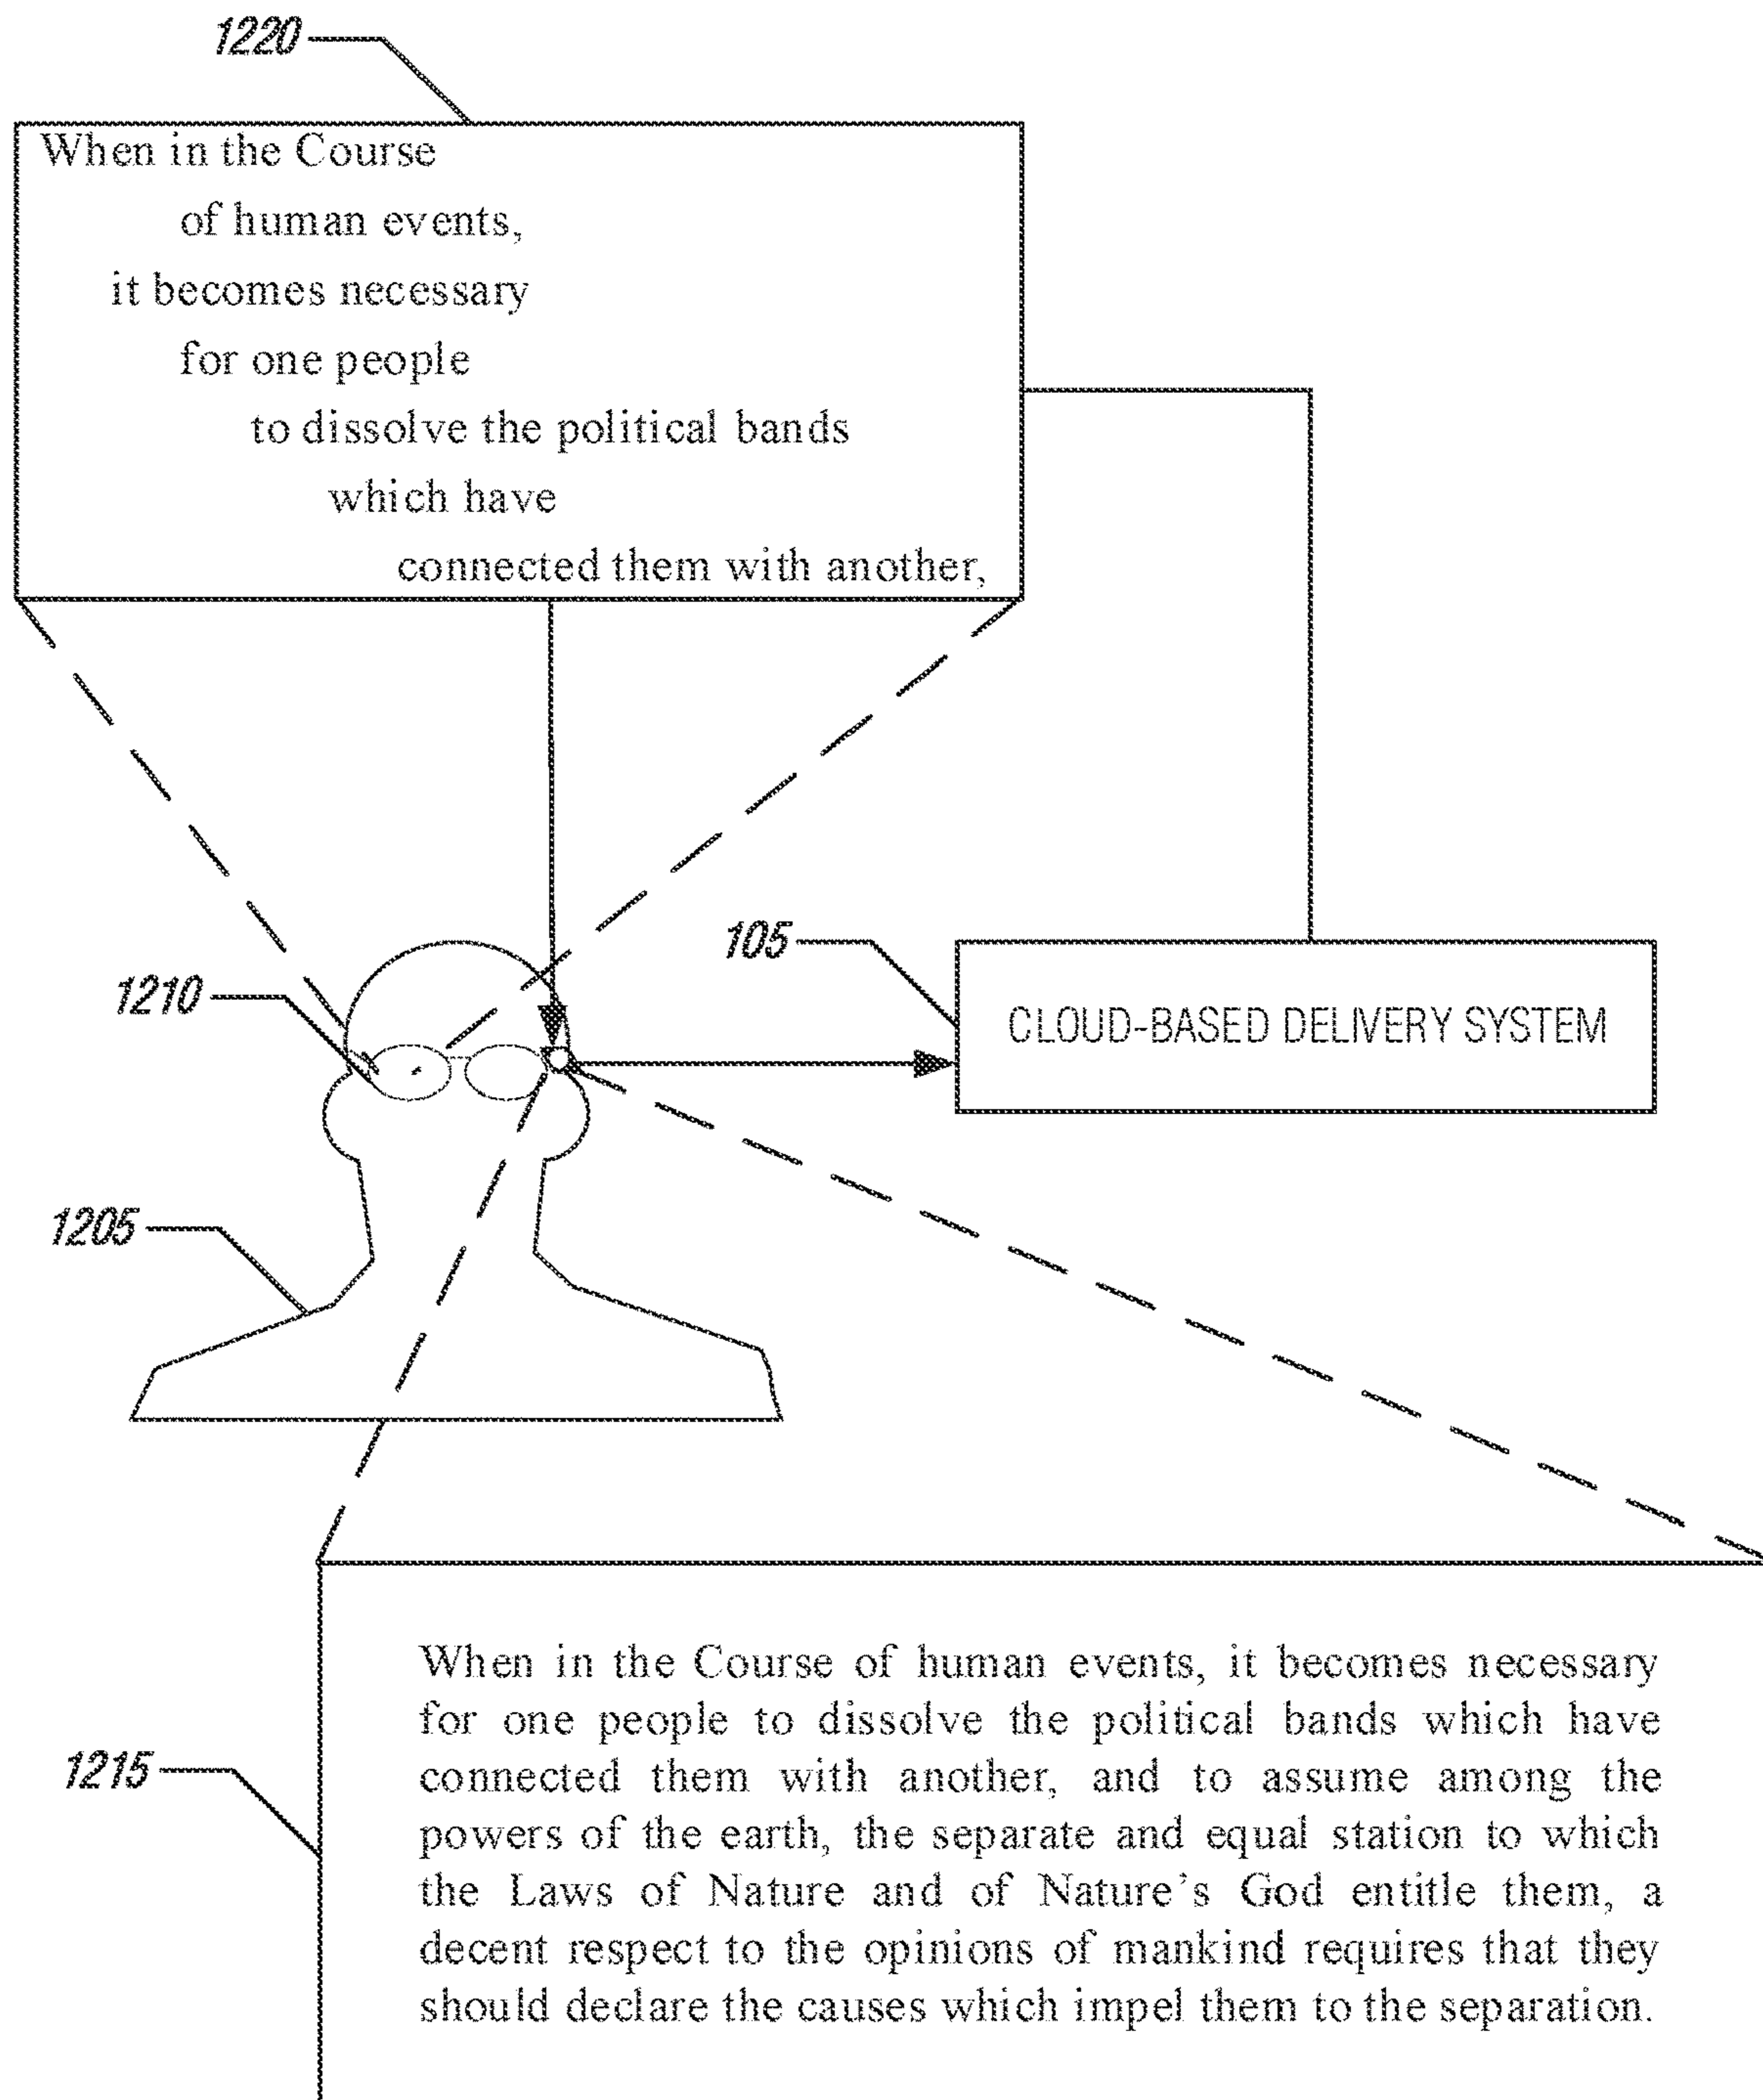 1220
When in the Course
of human events,
it becomes necessary
for one people
to dissolve the political bands
which have
connected them with another,
105
CLOUD-BASED DELIVERY SYSTEM
1210
1205
1215
When in the Course of human events, it becomes necessary
for one people to dissolve the political bands which have
connected them with another, and to assume among the
powers of the earth, the separate and equal station to which
the Laws of Nature and of Nature's God entitle them, a
decent respect to the opinions of mankind requires that they
should declare the causes which impel them to the separation.